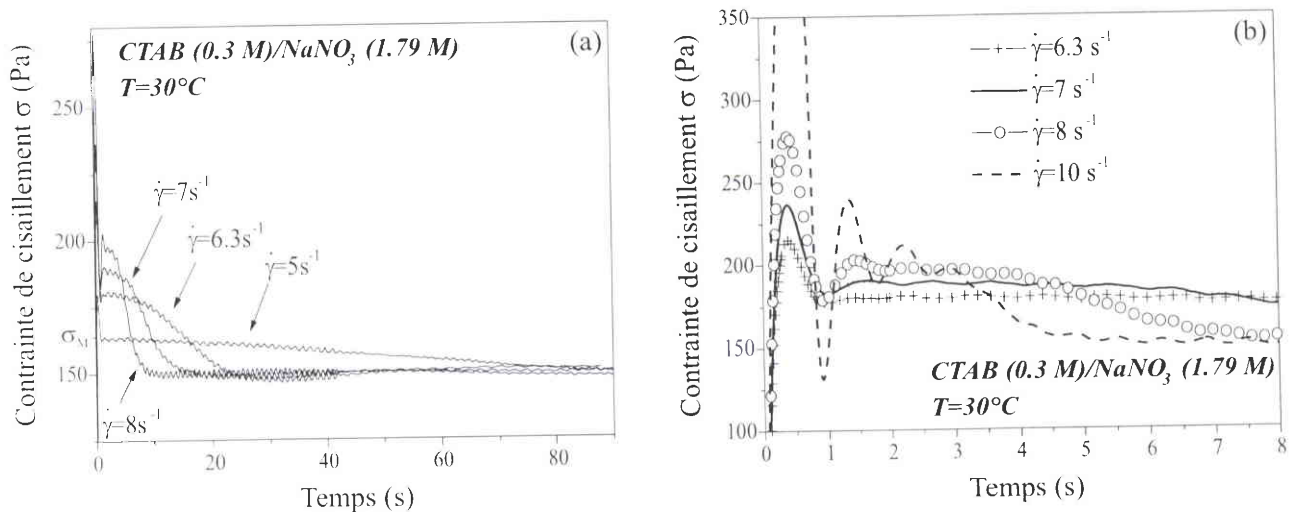 Contrainte de cisaillement σ (Pa)
CTAB (0.3 M)/NaNO₃ (1.79 M)
T=30°C
(a)
250
200
σ_M
150
γ̇=7s⁻¹
γ̇=6.3s⁻¹
γ̇=5s⁻¹
γ̇=8s⁻¹
0 20 40 60 80
Temps (s)
Contrainte de cisaillement σ (Pa)
(b)
350
300
250
200
150
100
γ̇=6.3 s⁻¹
γ̇=7 s⁻¹
γ̇=8 s⁻¹
γ̇=10 s⁻¹
CTAB (0.3 M)/NaNO₃ (1.79 M)
T=30°C
0 1 2 3 4 5 6 7 8
Temps (s)